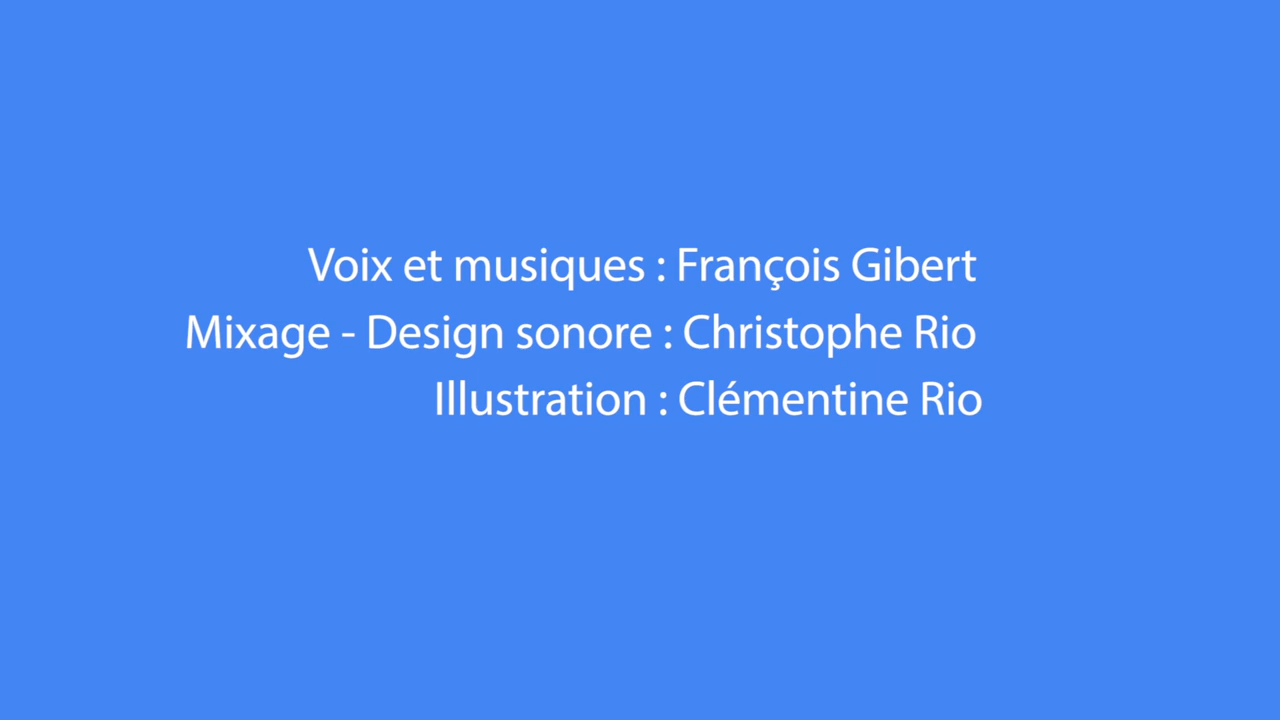 Voix et musiques : François Gibert
Mixage - Design sonore : Christophe Rio
Illustration : Clémentine Rio